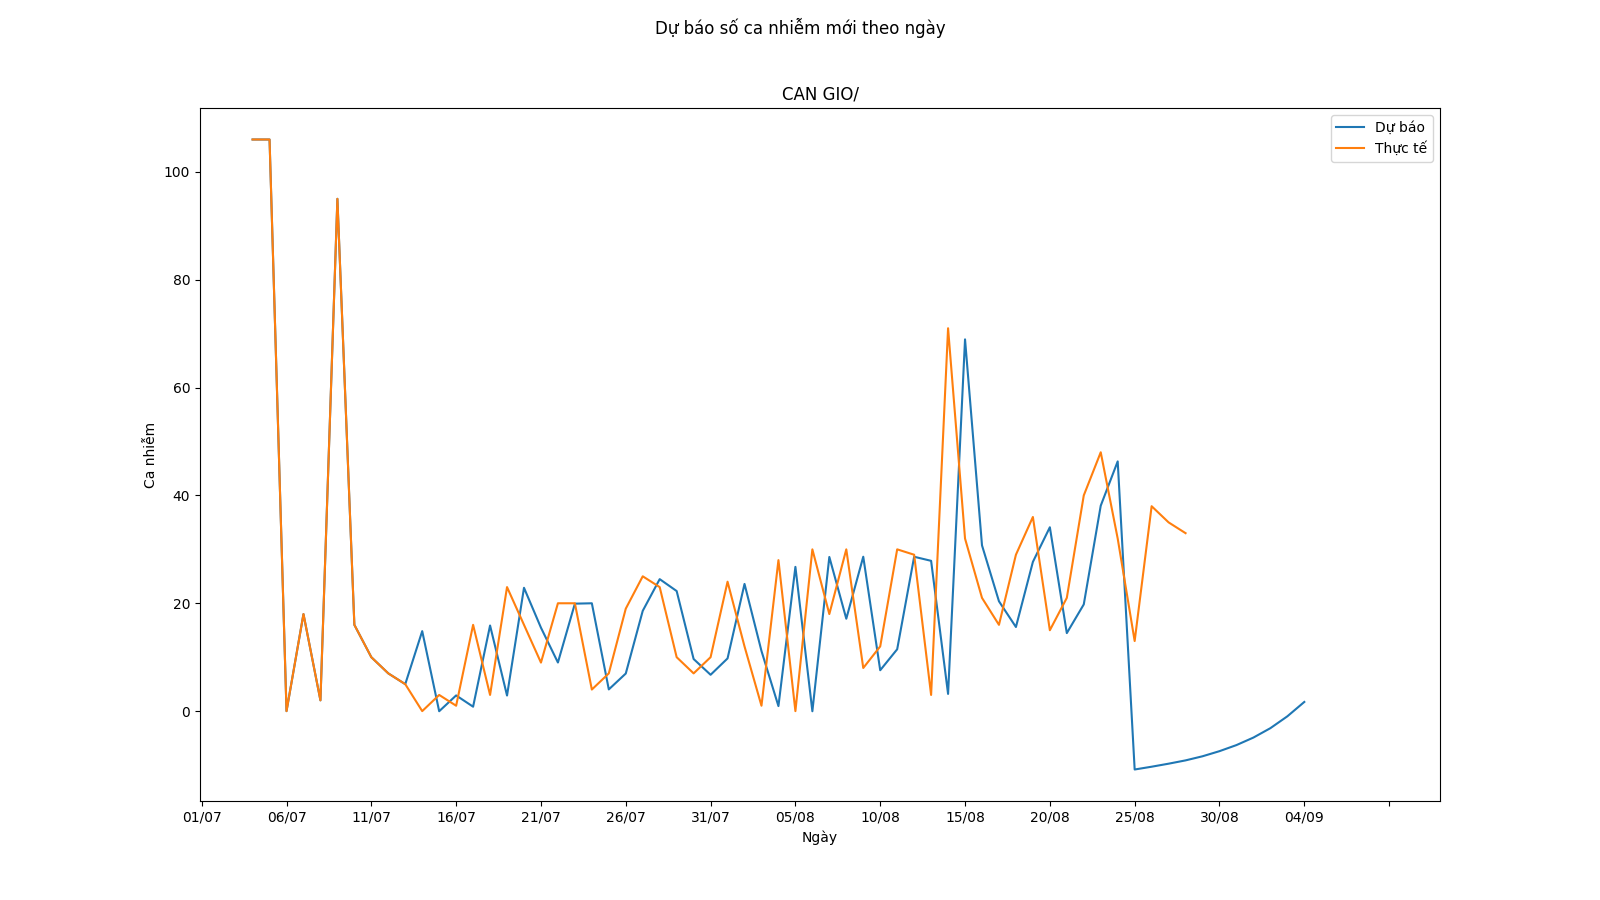 Dự báo số ca nhiễm mới theo ngày
CAN GIO/
Dự báo
Thực tế
100
80
60
40
20
0
Ca nhiễm
01/07 06/07 11/07 16/07 21/07 26/07 31/07 05/08 10/08 15/08 20/08 25/08 30/08 04/09
Ngày